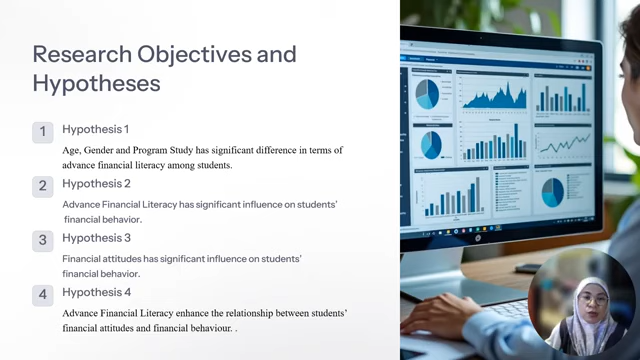 Research Objectives and
Hypotheses
1
Hypothesis 1
Age, Gender and Program Study has significant difference in terms of
advance financial literacy among students.
2
Hypothesis 2
Advance Financial Literacy has significant influence on students'
financial behavior.
3
Hypothesis 3
Financial attitudes has significant influence on students'
financial behavior.
4
Hypothesis 4
Advance Financial Literacy enhance the relationship between students'
financial attitudes and financial behaviour. .